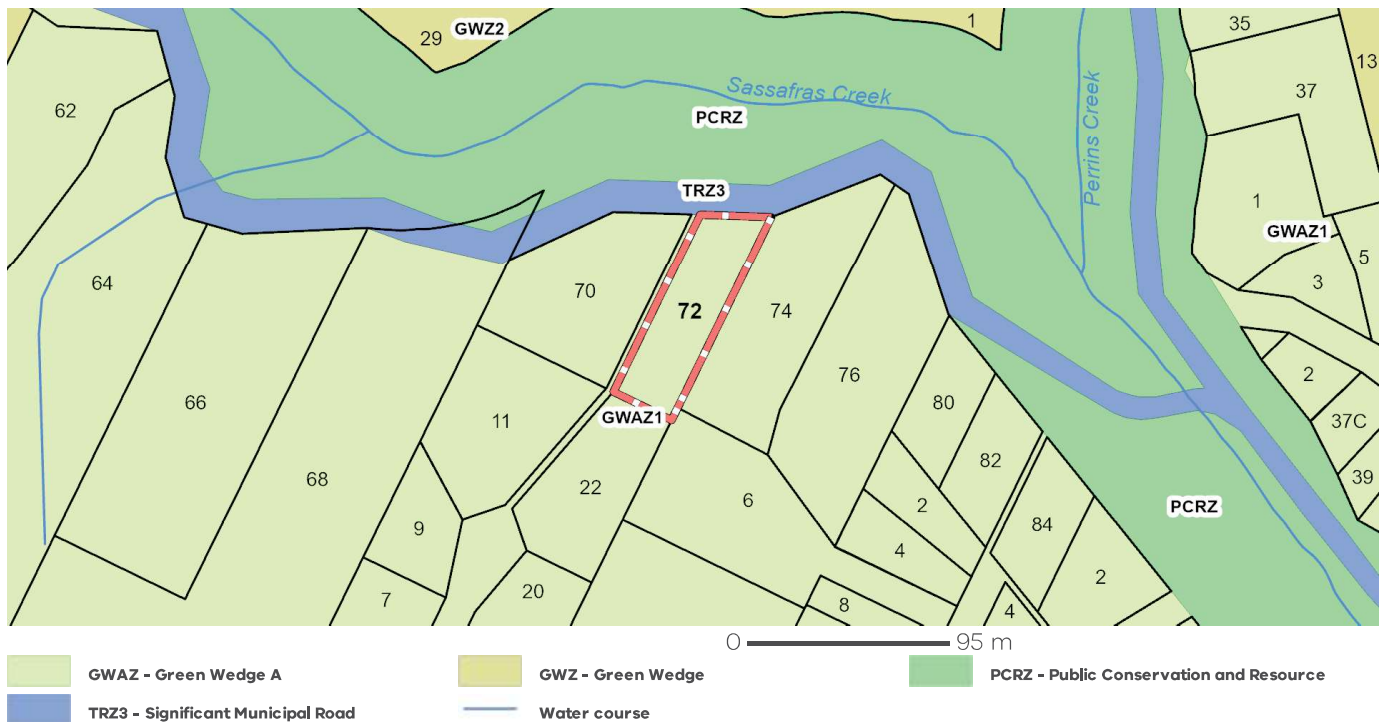 29
GWZ2
1
35
13
37
62
Sassafras Creek
PCRZ
Perrins Creek
TRZ3
1
GWAZ1
5
3
64
70
72
74
76
2
37C
39
66
68
11
GWAZ1
80
82
22
6
2
84
PCRZ
9
4
7
20
8
4
2
0 95 m
GWAZ - Green Wedge A
GWZ - Green Wedge
PCRZ - Public Conservation and Resource
TRZ3 - Significant Municipal Road
Water course